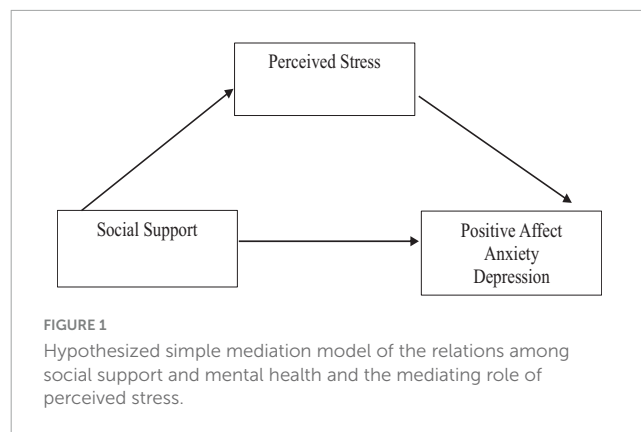 Perceived Stress
Social Support
Positive Affect
Anxiety
Depression
FIGURE 1
Hypothesized simple mediation model of the relations among
social support and mental health and the mediating role of
perceived stress.